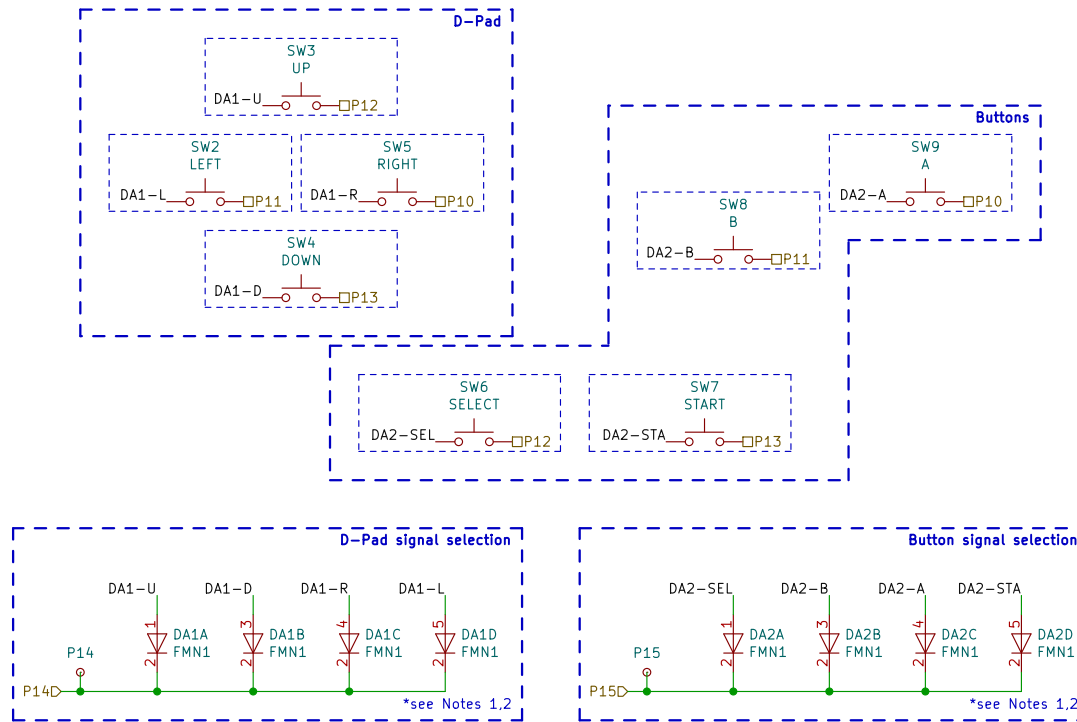 D-Pad
SW3
UP
DA1-U
P12
SW2
LEFT
DA1-L
P11
SW5
RIGHT
DA1-R
P10
SW4
DOWN
DA1-D
P13
Buttons
SW9
A
DA2-A
P10
SW8
B
DA2-B
P11
SW6
SELECT
DA2-SEL
P12
SW7
START
DA2-STA
P13
D-Pad signal selection
DA1-U
DA1-D
DA1-R
DA1-L
1
3
4
5
DA1A
FMN1
DA1B
FMN1
DA1C
FMN1
DA1D
FMN1
2
2
2
2
P14
P14
*see Notes 1,2
Button signal selection
DA2-SEL
DA2-B
DA2-A
DA2-STA
1
3
4
5
DA2A
FMN1
DA2B
FMN1
DA2C
FMN1
DA2D
FMN1
2
2
2
2
P15
P15
*see Notes 1,2